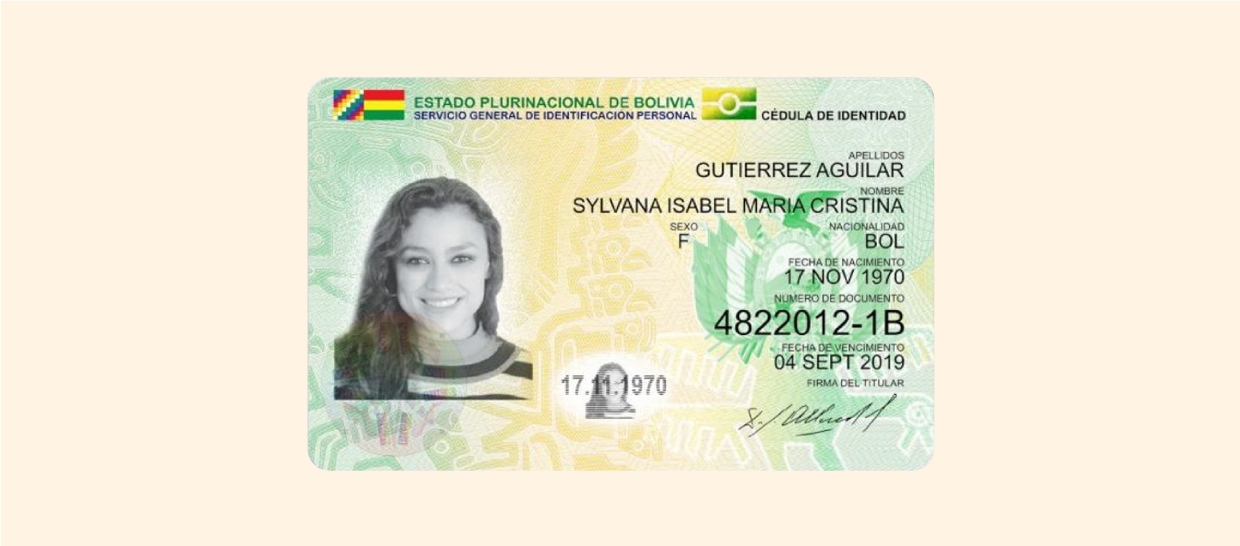 ESTADO PLURINACIONAL DE BOLIVIA
SERVICIO GENERAL DE IDENTIFICACIÓN PERSONAL
CÉDULA DE IDENTIDAD
APELLIDOS
GUTIERREZ AGUILAR
NOMBRE
SYLVANA ISABEL MARIA CRISTINA
SEXO
F
NACIONALIDAD
BOL
FECHA DE NACIMIENTO
17 NOV 1970
NUMERO DE DOCUMENTO
4822012-1B
FECHA DE VENCIMIENTO
04 SEPT 2019
FIRMA DEL TITULAR
17.11.1970